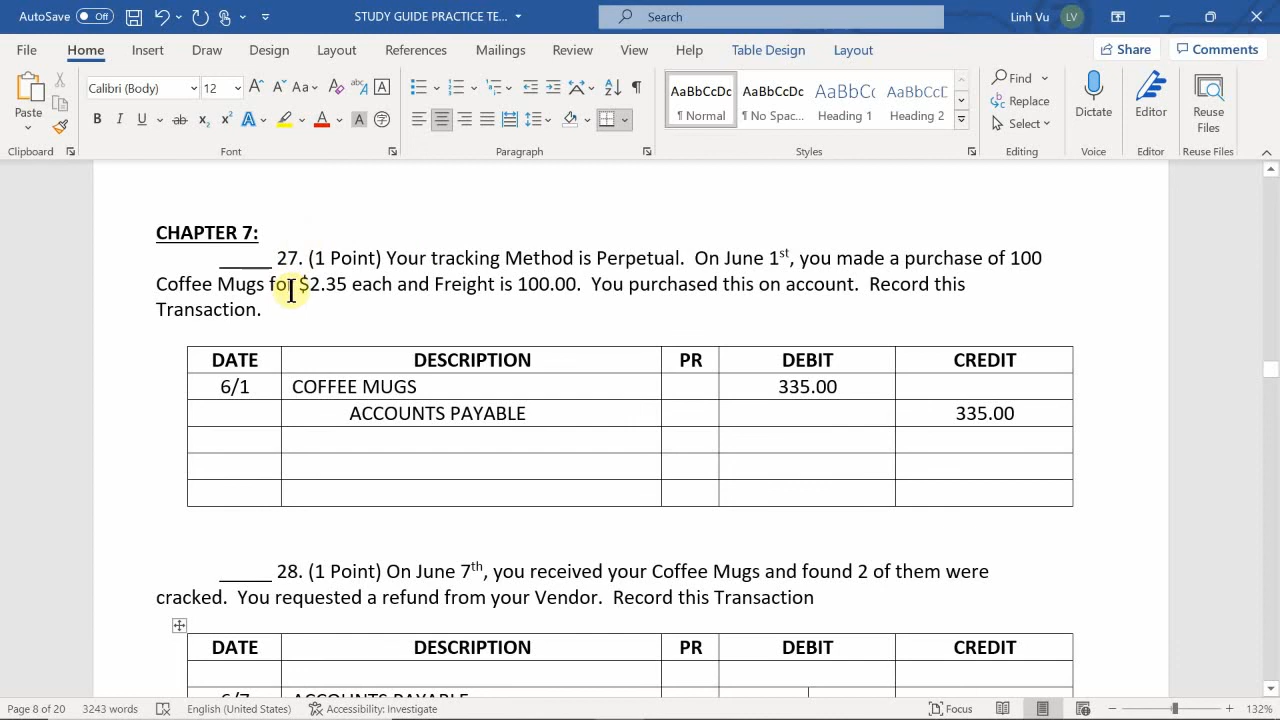 AutoSave Off STUDY GUIDE PRACTICE TE... Search Linh Vu LV
File Home Insert Draw Design Layout References Mailings Review View Help Table Design Layout Share Comments
Paste
Clipboard
Calibri (Body) 12
Font
Paragraph
AaBbCcDc AaBbCcDc AaBbCc AaBbCcC
¶ Normal ¶ No Spac... Heading 1 Heading 2
Styles
Find
Replace
Select
Editing
Dictate
Voice
Editor
Editor
Reuse Files
Reuse Files
CHAPTER 7:
_____ 27. (1 Point) Your tracking Method is Perpetual. On June 1st, you made a purchase of 100
Coffee Mugs for $2.35 each and Freight is 100.00. You purchased this on account. Record this
Transaction.
DATE DESCRIPTION PR DEBIT CREDIT
6/1 COFFEE MUGS 335.00
ACCOUNTS PAYABLE 335.00
_____ 28. (1 Point) On June 7th, you received your Coffee Mugs and found 2 of them were
cracked. You requested a refund from your Vendor. Record this Transaction
DATE DESCRIPTION PR DEBIT CREDIT
6/7 ACCOUNTS PAYABLE
Page 8 of 20 3243 words English (United States) Accessibility: Investigate Focus 132%